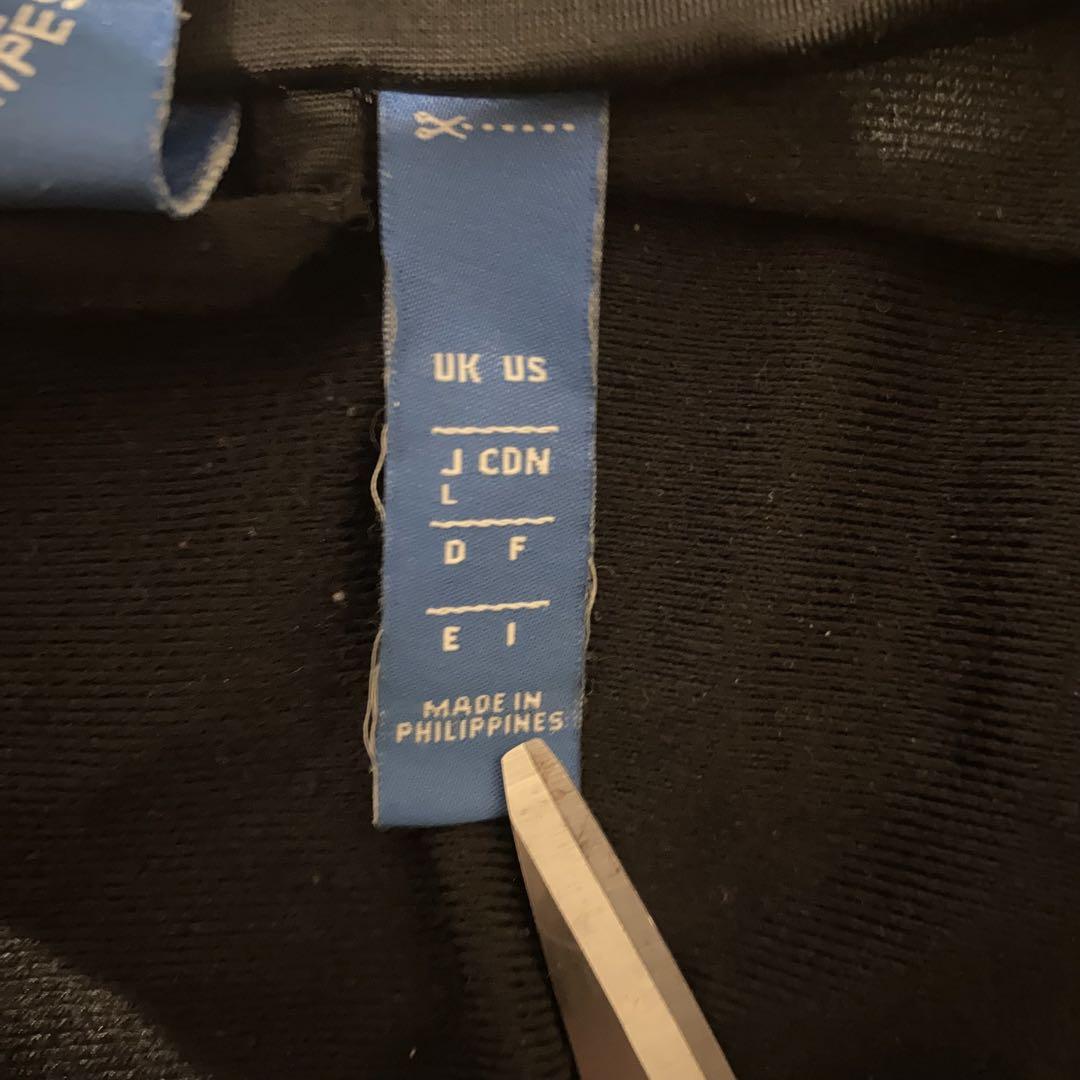 UK US
J CDN
L
D F
E I
MADE IN
PHILIPPINES